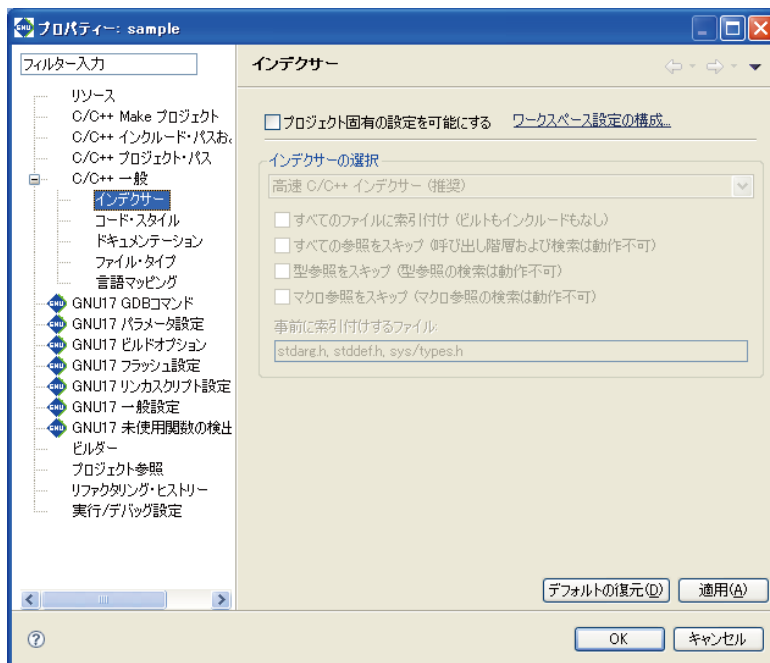 プロパティー: sample
フィルター入力
リソース
C/C++ Make プロジェクト
C/C++ インクルード・パスお
C/C++ プロジェクト・パス
C/C++ 一般
インデクサー
コード・スタイル
ドキュメンテーション
ファイル・タイプ
言語マッピング
GNU17 GDBコマンド
GNU17 パラメータ設定
GNU17 ビルドオプション
GNU17 フラッシュ設定
GNU17 リンカスクリプト設定
GNU17 一般設定
GNU17 未使用関数の検出
ビルダー
プロジェクト参照
リファクタリング・ヒストリー
実行/デバッグ設定
インデクサー
プロジェクト固有の設定を可能にする ワークスペース設定の構成...
インデクサーの選択
高速 C/C++ インデクサー (推奨)
すべてのファイルに索引付け (ビルトもインクルードもなし)
すべての参照をスキップ (呼び出し階層および検索は動作不可)
型参照をスキップ (型参照の検索は動作不可)
マクロ参照をスキップ (マクロ参照の検索は動作不可)
事前に索引付けするファイル:
stdarg.h, stddef.h, sys/types.h
デフォルトの復元(D) 適用(A)
OK キャンセル